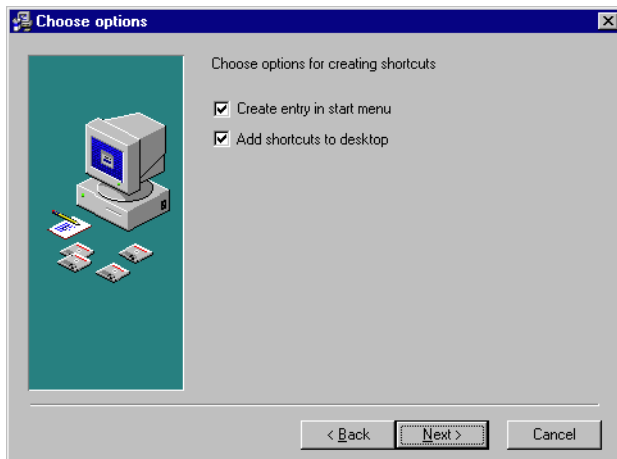 Choose options
Choose options for creating shortcuts
Create entry in start menu
Add shortcuts to desktop
< Back
Next >
Cancel